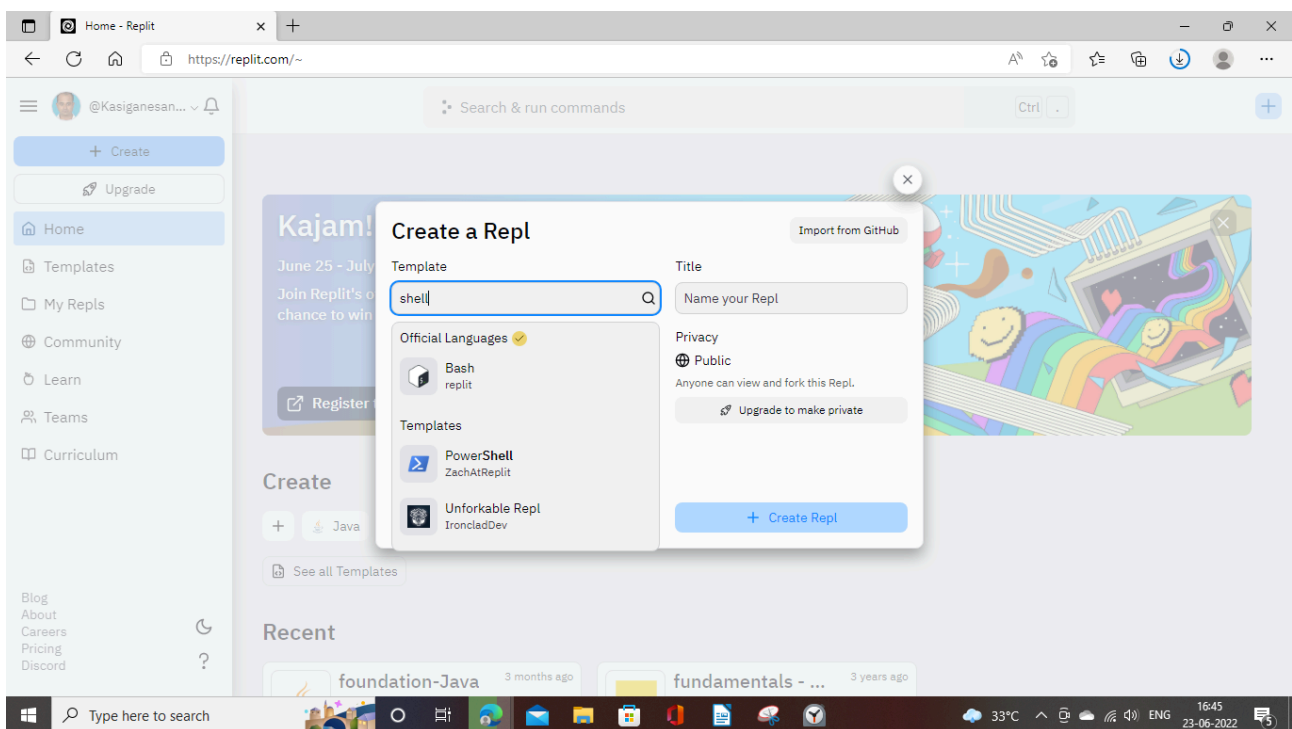 Home - Replit
https://replit.com/~
@Kasiganesan...
Search & run commands
Ctrl .
+ Create
Upgrade
Home
Templates
My Repls
Community
Learn
Teams
Curriculum
Blog
About
Careers
Pricing
Discord
Kajam!
June 25 - July
Join Replit's o
chance to win
Register
Create a Repl
Import from GitHub
Template
Title
shell
Name your Repl
Official Languages
Bash
replit
Templates
PowerShell
ZachAtReplit
Unforkable Repl
IroncladDev
Privacy
Public
Anyone can view and fork this Repl.
Upgrade to make private
+ Create Repl
Create
+ Java
See all Templates
Recent
foundation-Java 3 months ago
fundamentals - ... 3 years ago
Type here to search
33°C
ENG
16:45
23-06-2022
5